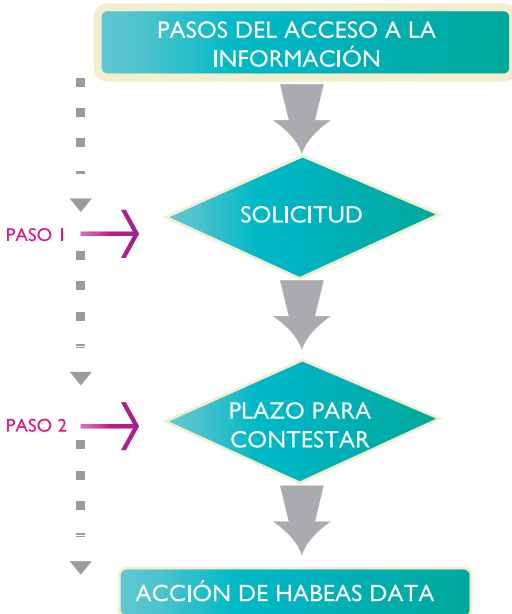 PASOS DEL ACCESO A LA
INFORMACIÓN
SOLICITUD
PASO 1
PLAZO PARA
CONTESTAR
PASO 2
ACCIÓN DE HABEAS DATA